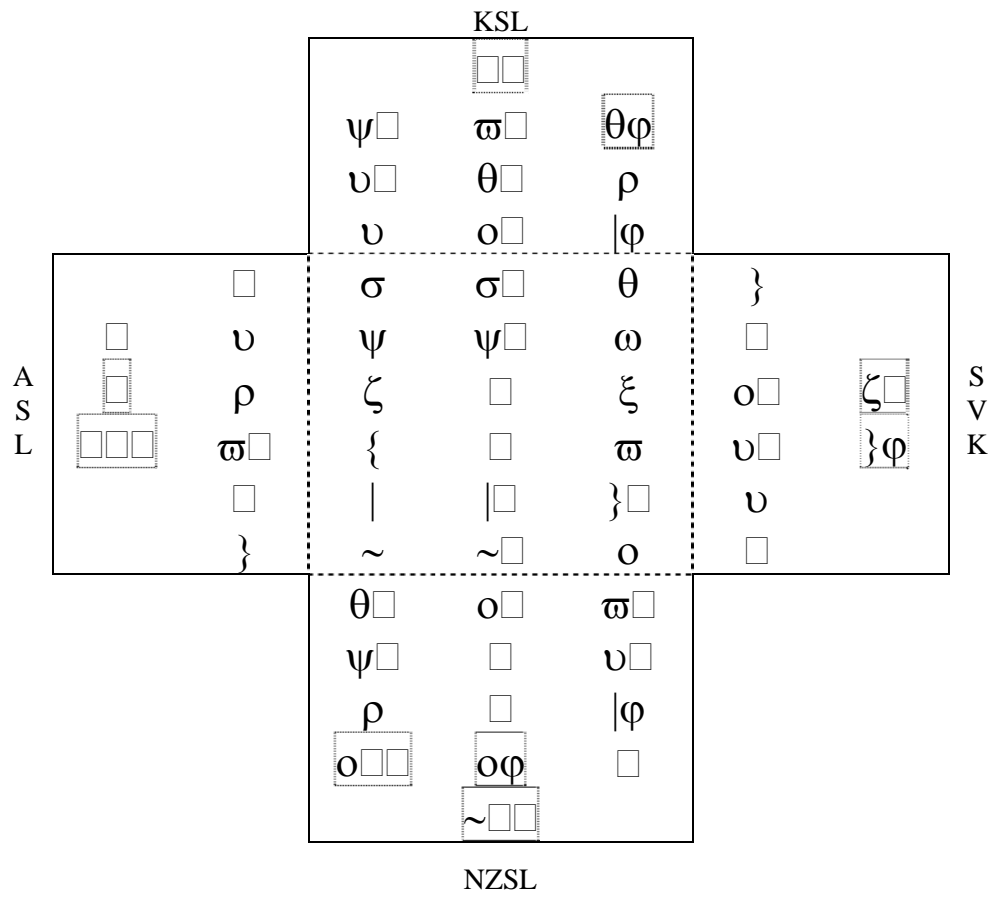 KSL
□□
ψ□ ϖ□ θφ
υ□ θ□ ρ
υ ο□ |φ
□ σ σ□ θ }
□ υ ψ ψ□ ω □
□ ρ ζ □ ξ ο□ ζ□
□□□ ϖ□ { □ ϖ υ□ }φ
□ | |□ }□ υ
} ~ ~□ ο □
A
S
L
S
V
K
θ□ ο□ ϖ□
ψ□ □ υ□
ρ □ |φ
ο□□ οφ □
~□□
NZSL